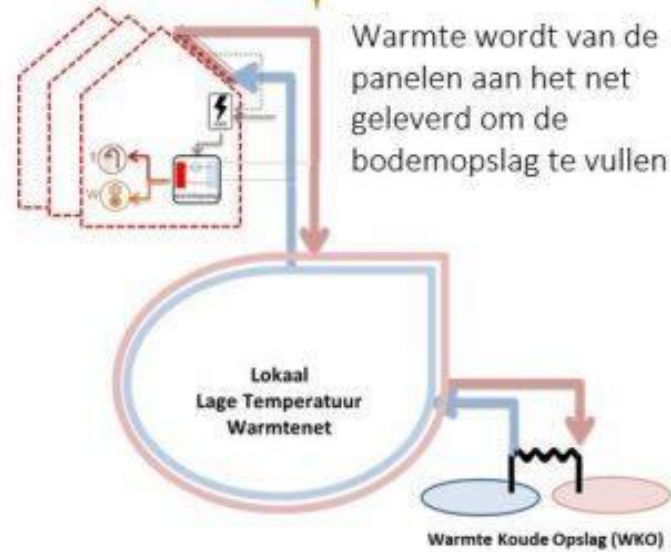 Warmte wordt van de
panelen aan het net
geleverd om de
bodemopslag te vullen
W
Lokaal
Lage Temperatuur
Warmtenet
Warmte Koude Opslag (WKO)